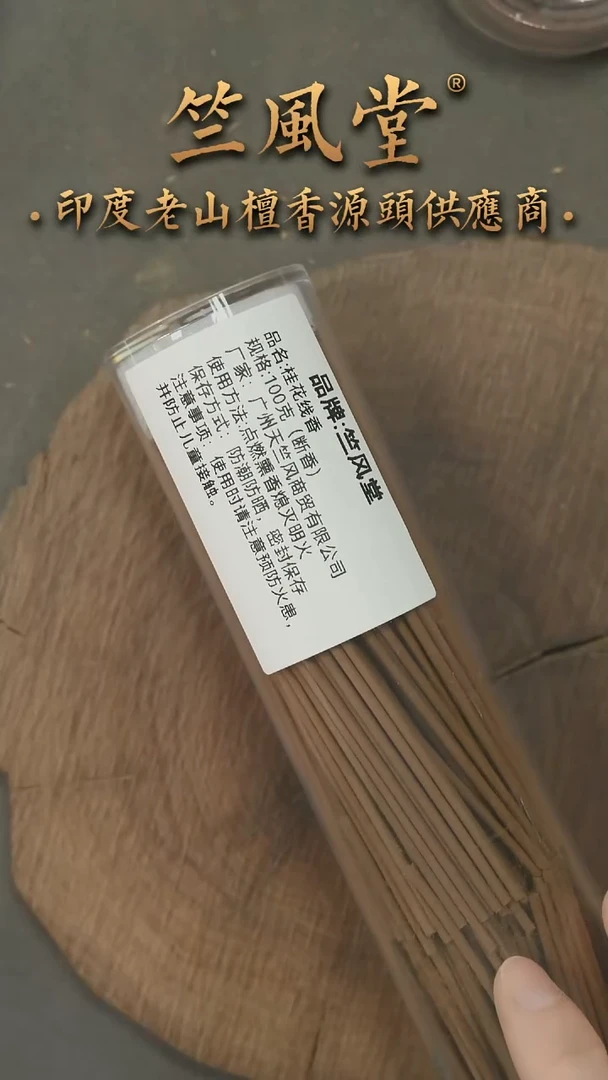 竺風堂®
·印度老山檀香源頭供應商·
品牌:竺风堂
品名:桂花线香
规格:100克（断香）
厂家：广州天竺风商贸有限公司
使用方法:点燃熏香熄灭明火
保存方式：防潮防晒，密封保存
注意事项：使用时请注意预防火患，
并防止儿童接触。